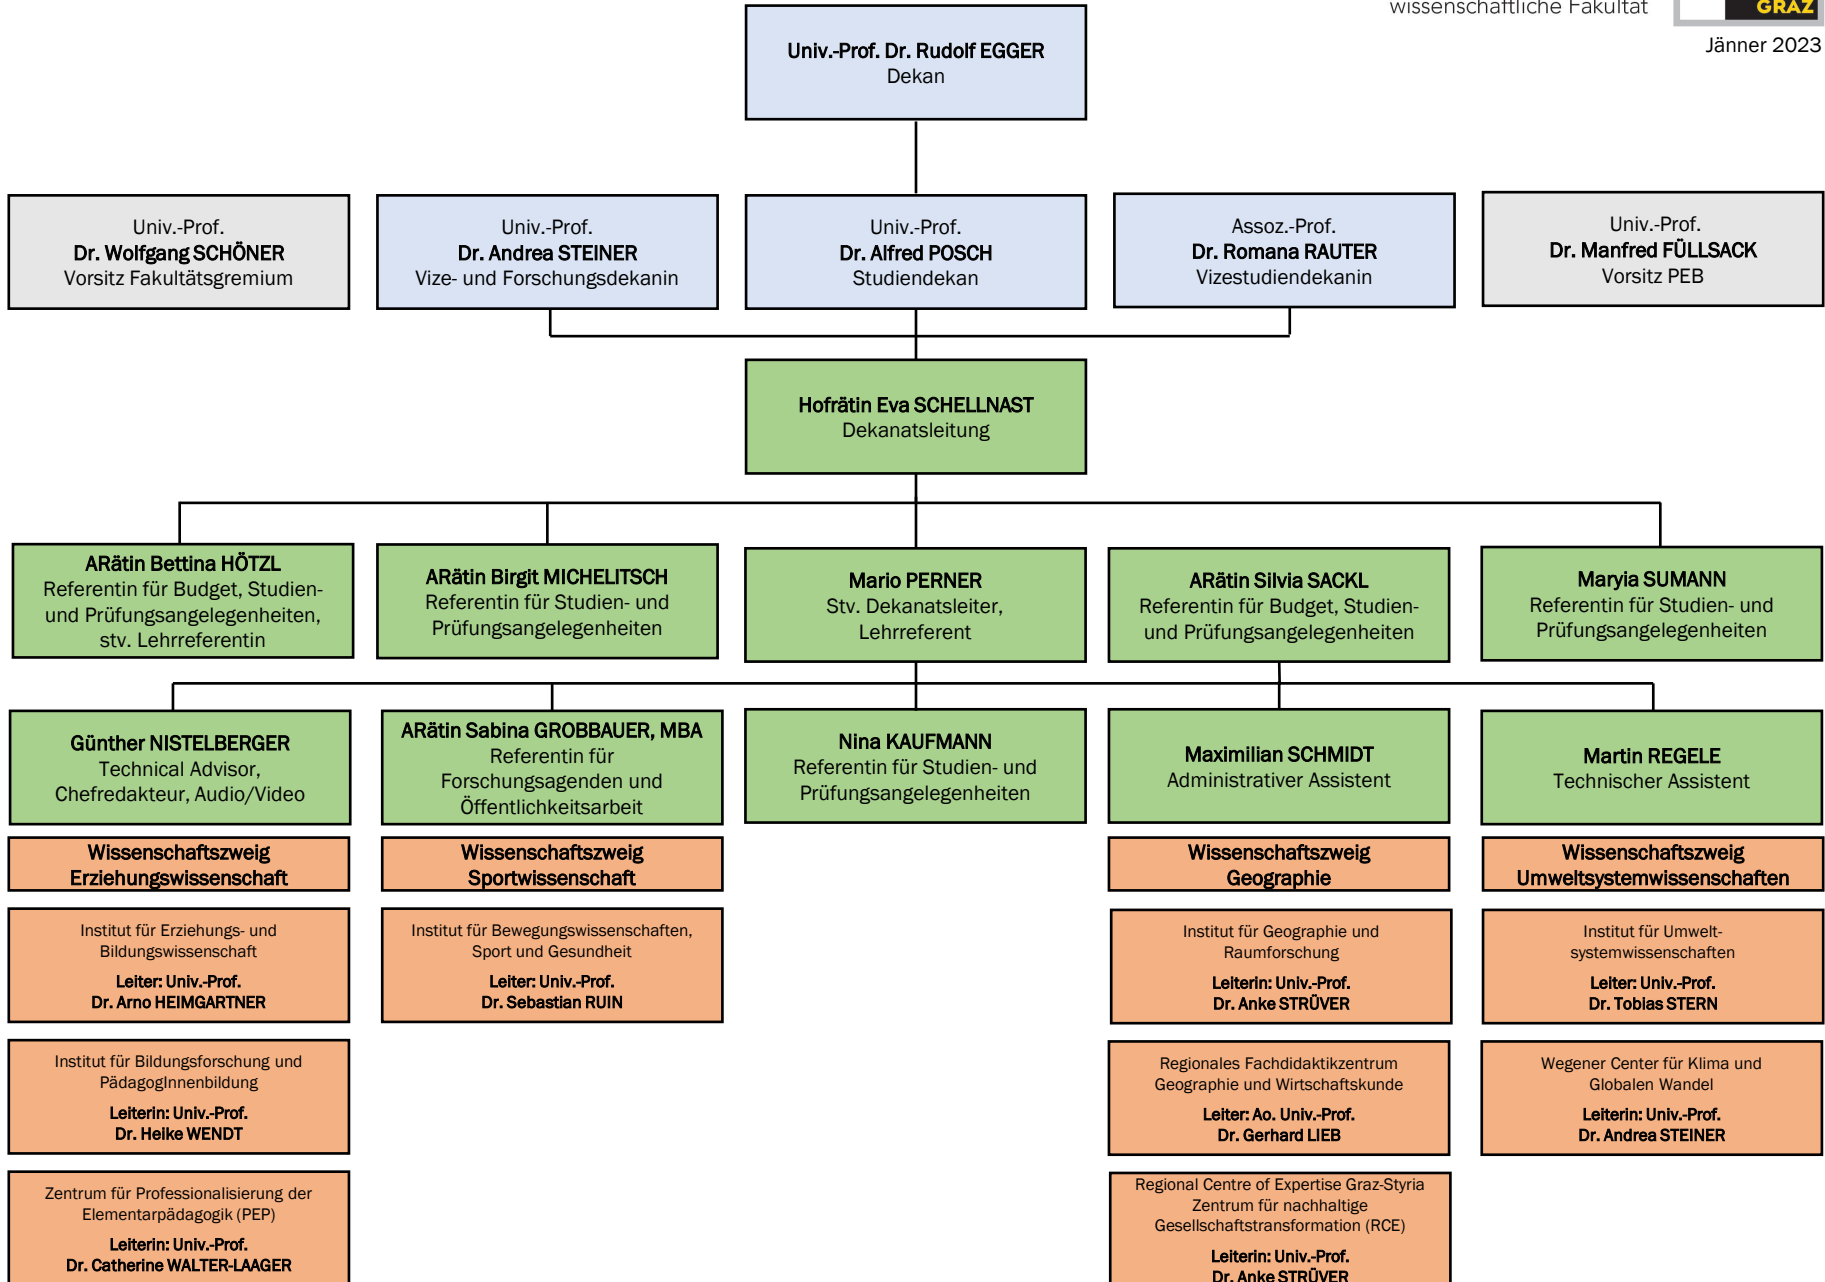 wissenschaftliche Fakultät
GRAZ
Jänner 2023
Univ.-Prof. Dr. Rudolf EGGER
Dekan
Univ.-Prof.
Dr. Wolfgang SCHÖNER
Vorsitz Fakultätsgremium
Univ.-Prof.
Dr. Andrea STEINER
Vize- und Forschungsdekanin
Univ.-Prof.
Dr. Alfred POSCH
Studiendekan
Assoz.-Prof.
Dr. Romana RAUTER
Vizestudiendekanin
Univ.-Prof.
Dr. Manfred FÜLLSACK
Vorsitz PEB
Hofrätin Eva SCHELLNAST
Dekanatsleitung
ARätin Bettina HÖTZL
Referentin für Budget, Studien-
und Prüfungsangelegenheiten,
stv. Lehrreferentin
ARätin Birgit MICHELITSCH
Referentin für Studien- und
Prüfungsangelegenheiten
Mario PERNER
Stv. Dekanatsleiter,
Lehrreferent
ARätin Silvia SACKL
Referentin für Budget, Studien-
und Prüfungsangelegenheiten
Maryia SUMANN
Referentin für Studien- und
Prüfungsangelegenheiten
Günther NISTELBERGER
Technical Advisor,
Chefredakteur, Audio/Video
ARätin Sabina GROBBAUER, MBA
Referentin für
Forschungsagenden und
Öffentlichkeitsarbeit
Nina KAUFMANN
Referentin für Studien- und
Prüfungsangelegenheiten
Maximilian SCHMIDT
Administrativer Assistent
Martin REGELE
Technischer Assistent
Wissenschaftszweig
Erziehungswissenschaft
Wissenschaftszweig
Sportwissenschaft
Wissenschaftszweig
Geographie
Wissenschaftszweig
Umweltsystemwissenschaften
Institut für Erziehungs- und
Bildungswissenschaft
Leiter: Univ.-Prof.
Dr. Arno HEIMGARTNER
Institut für Bewegungswissenschaften,
Sport und Gesundheit
Leiter: Univ.-Prof.
Dr. Sebastian RUIN
Institut für Geographie und
Raumforschung
Leiterin: Univ.-Prof.
Dr. Anke STRÜVER
Institut für Umwelt-
systemwissenschaften
Leiter: Univ.-Prof.
Dr. Tobias STERN
Institut für Bildungsforschung und
PädagogInnenbildung
Leiterin: Univ.-Prof.
Dr. Heike WENDT
Regionales Fachdidaktikzentrum
Geographie und Wirtschaftskunde
Leiter: Ao. Univ.-Prof.
Dr. Gerhard LIEB
Wegener Center für Klima und
Globalen Wandel
Leiterin: Univ.-Prof.
Dr. Andrea STEINER
Zentrum für Professionalisierung der
Elementarpädagogik (PEP)
Leiterin: Univ.-Prof.
Dr. Catherine WALTER-LAAGER
Regional Centre of Expertise Graz-Styria
Zentrum für nachhaltige
Gesellschaftstransformation (RCE)
Leiterin: Univ.-Prof.
Dr. Anke STRÜVER